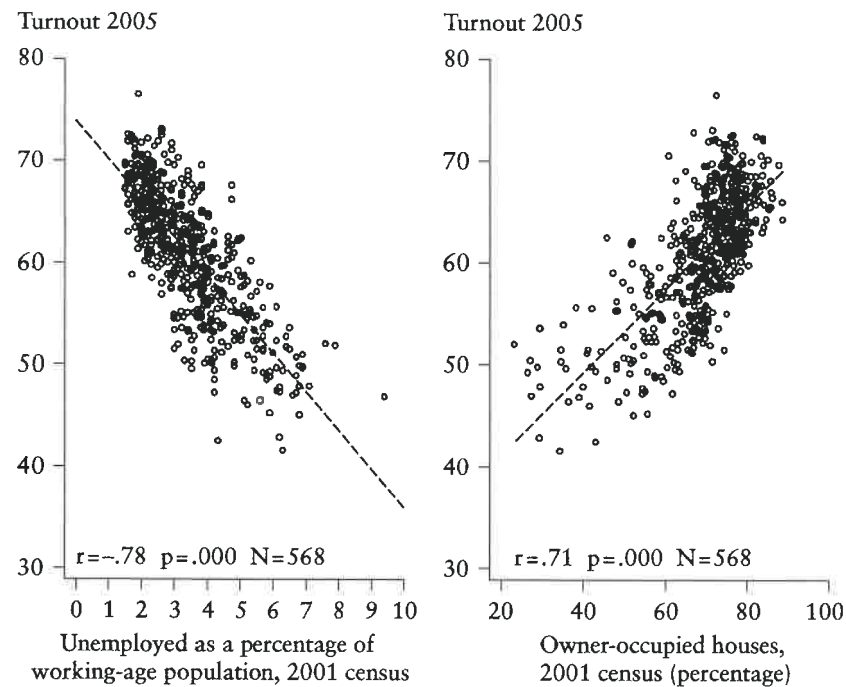 Turnout 2005
80
70
60
50
40
30
r=-.78 p=.000 N=568
0 1 2 3 4 5 6 7 8 9 10
Unemployed as a percentage of
working-age population, 2001 census
Turnout 2005
80
70
60
50
40
30
r=.71 p=.000 N=568
20 40 60 80 100
Owner-occupied houses,
2001 census (percentage)